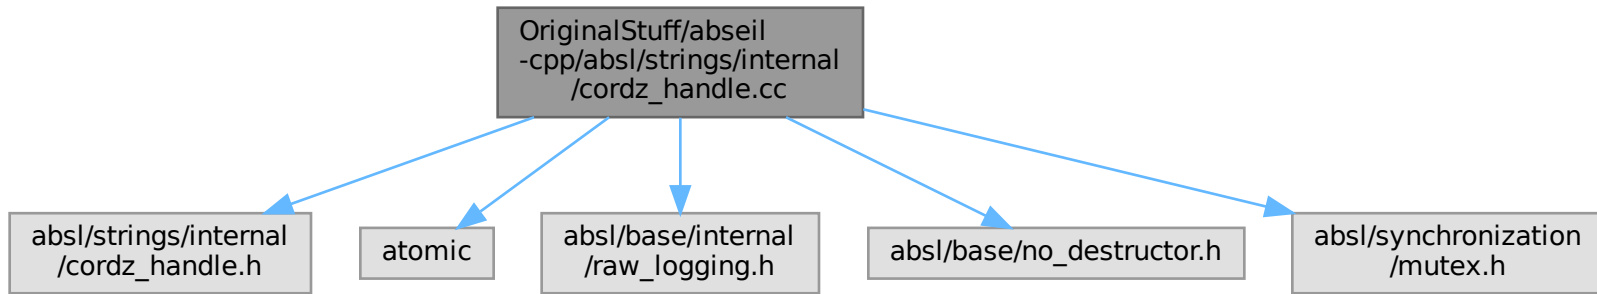 OriginalStuff/abseil
-cpp/absl/strings/internal
/cordz_handle.cc
absl/strings/internal
/cordz_handle.h
atomic
absl/base/internal
/raw_logging.h
absl/base/no_destructor.h
absl/synchronization
/mutex.h